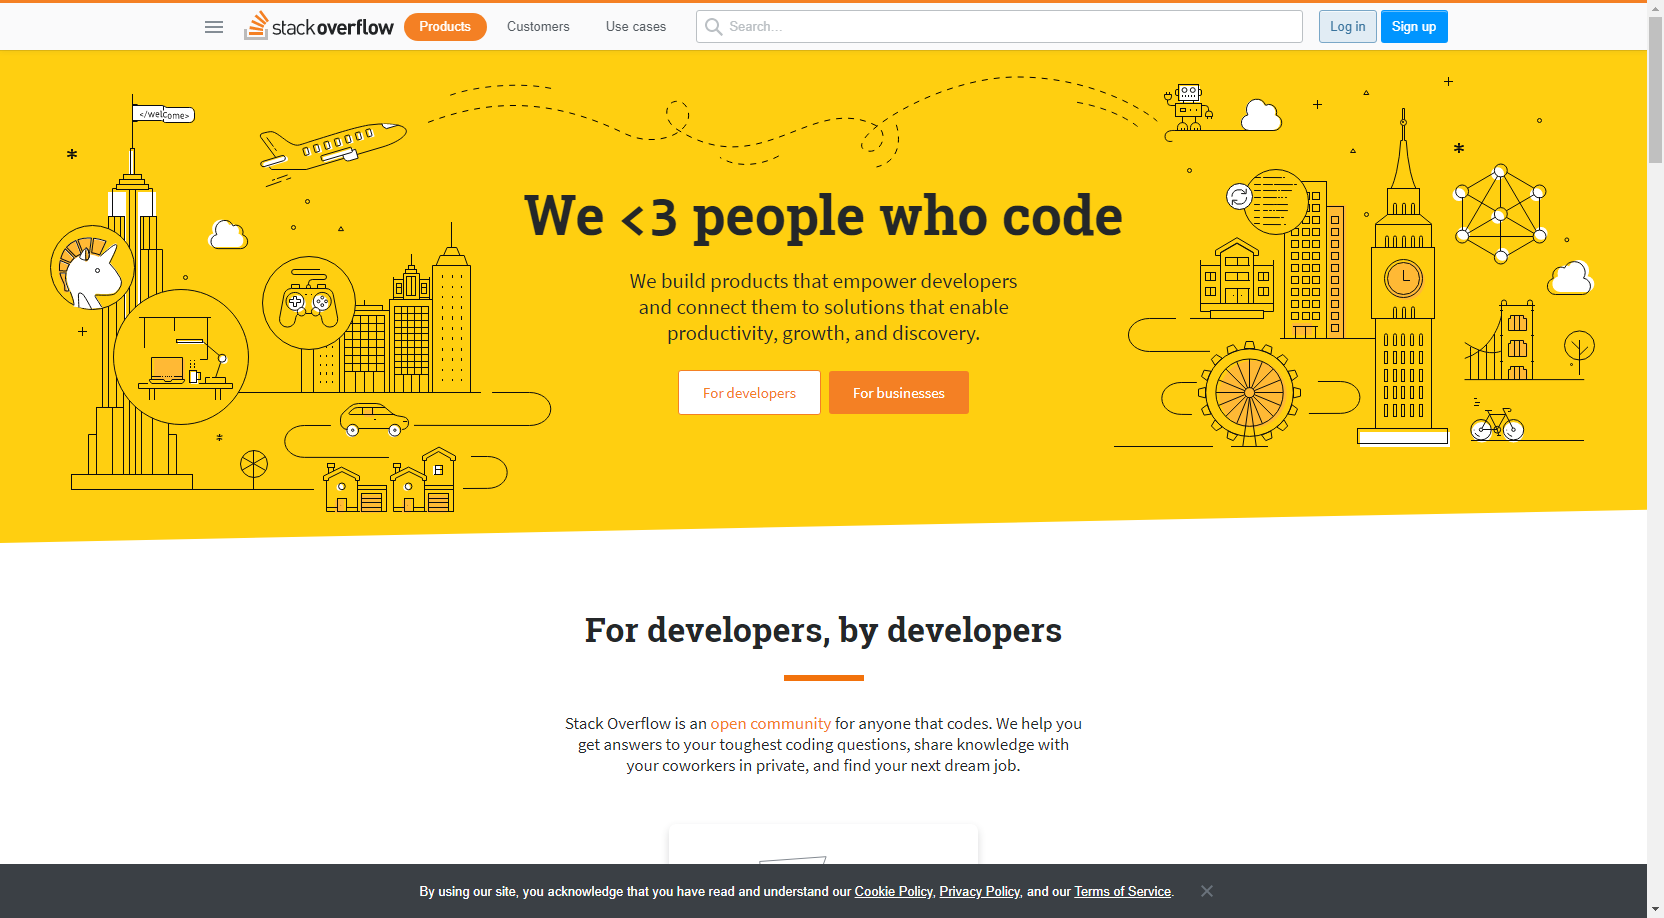 stackoverflow
Products
Customers
Use cases
Search...
Log in
Sign up
</welcome>
We <3 people who code
We build products that empower developers
and connect them to solutions that enable
productivity, growth, and discovery.
For developers
For businesses
For developers, by developers
Stack Overflow is an open community for anyone that codes. We help you
get answers to your toughest coding questions, share knowledge with
your coworkers in private, and find your next dream job.
By using our site, you acknowledge that you have read and understand our Cookie Policy, Privacy Policy, and our Terms of Service.